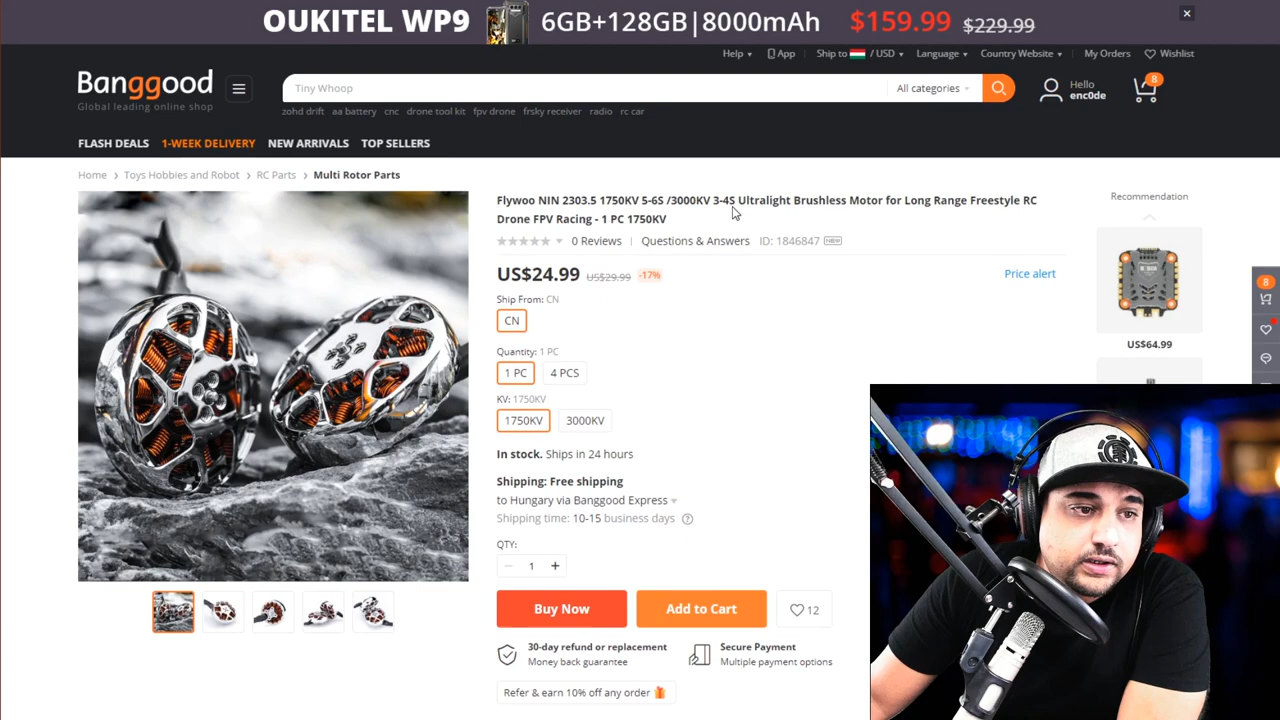 OUKITEL WP9 6GB+128GB|8000mAh $159.99 $229.99
Help App Ship to / USD Language Country Website My Orders Wishlist
Banggood
Global leading online shop
Tiny Whoop All categories
Hello
enc0de
8
zohd drift aa battery cnc drone tool kit fpv drone frsky receiver radio rc car
FLASH DEALS 1-WEEK DELIVERY NEW ARRIVALS TOP SELLERS
Home > Toys Hobbies and Robot > RC Parts > Multi Rotor Parts
Flywoo NIN 2303.5 1750KV 5-6S /3000KV 3-4S Ultralight Brushless Motor for Long Range Freestyle RC
Drone FPV Racing - 1 PC 1750KV
0 Reviews | Questions & Answers ID: 1846847 NEW
US$24.99 US$29.99 -17% Price alert
Ship From: CN
CN
Quantity: 1 PC
1 PC 4 PCS
KV: 1750KV
1750KV 3000KV
In stock. Ships in 24 hours
Shipping: Free shipping
to Hungary via Banggood Express
Shipping time: 10-15 business days ?
QTY:
− 1 +
Buy Now Add to Cart 12
30-day refund or replacement
Money back guarantee
Secure Payment
Multiple payment options
Refer & earn 10% off any order
Recommendation
US$64.99
8